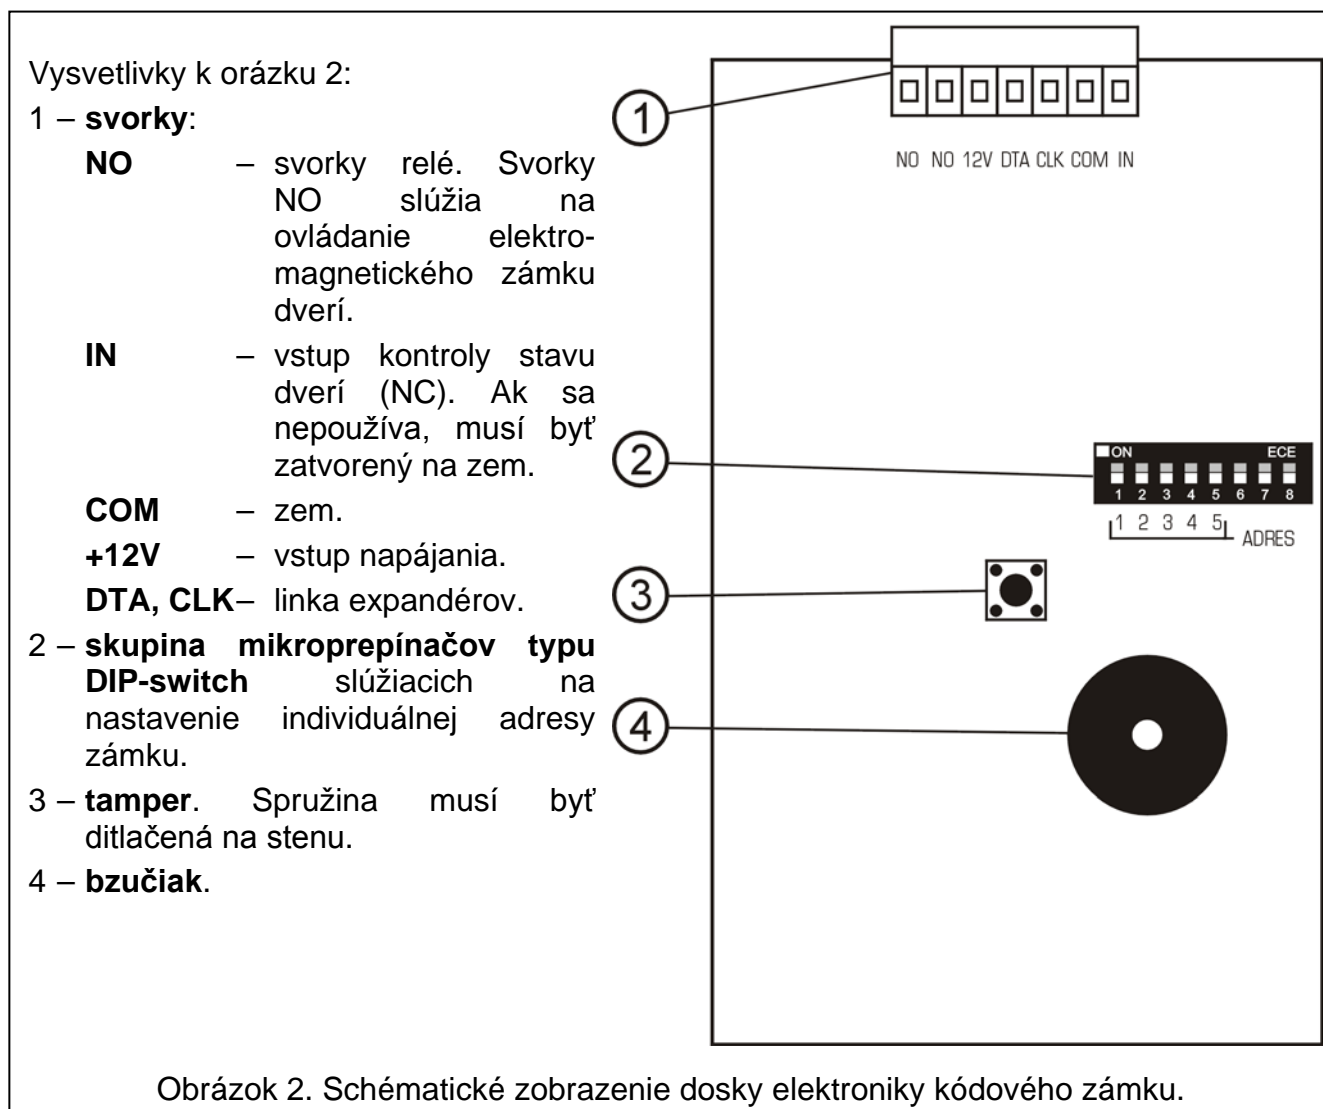 Vysvetlivky k orázku 2:
1 – svorky:
NO – svorky relé. Svorky
NO slúžia na
ovládanie elektro-
magnetického zámku
dverí.
IN – vstup kontroly stavu
dverí (NC). Ak sa
nepoužíva, musí byť
zatvorený na zem.
COM – zem.
+12V – vstup napájania.
DTA, CLK – linka expandérov.
2 – skupina mikroprepínačov typu
DIP-switch slúžiacich na
nastavenie individuálnej adresy
zámku.
3 – tamper. Spružina musí byť
ditlačená na stenu.
4 – bzučiak.
1
NO NO 12V DTA CLK COM IN
2
ON ECE
1 2 3 4 5 6 7 8
1 2 3 4 5 ADRES
3
4
Obrázok 2. Schématické zobrazenie dosky elektroniky kódového zámku.